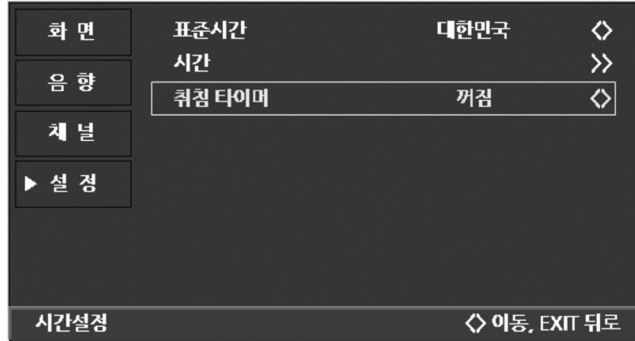 화면
음향
채널
▶ 설정
표준시간 대한민국 <>
시간 >>
취침 타이머 꺼짐 <>
시간설정
<> 이동, EXIT 뒤로